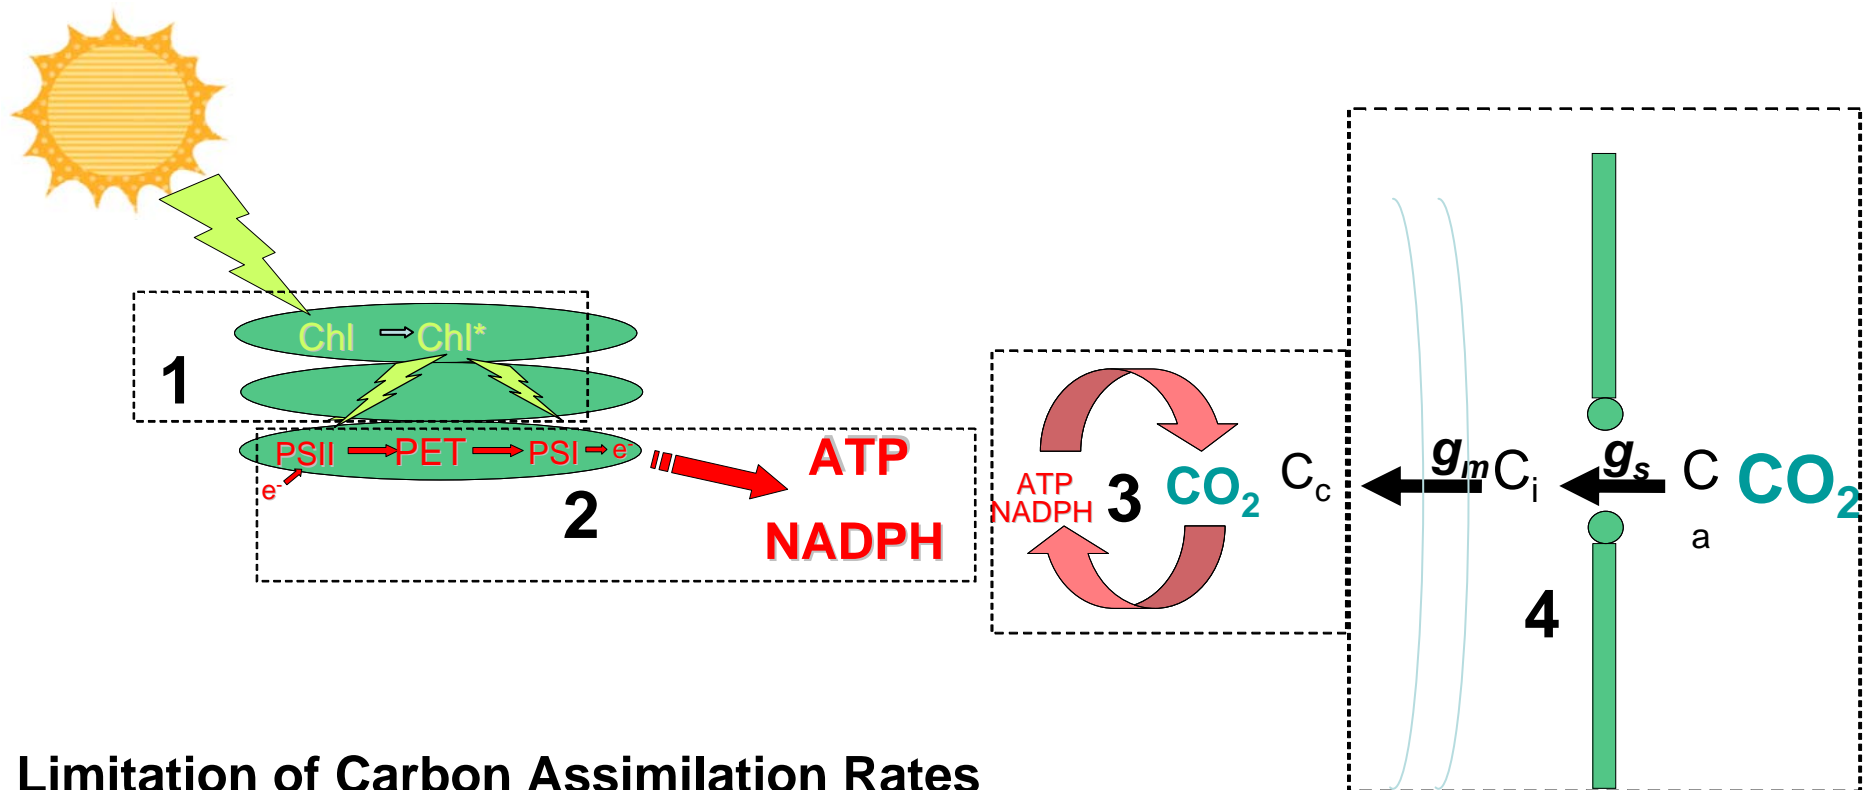 Chl Chl*
1
PSII PET PSI e-
e-
2
ATP
NADPH
ATP
NADPH
3
CO2
Cc
gm
Ci
gs
C
a
CO2
4
Limitation of Carbon Assimilation Rates